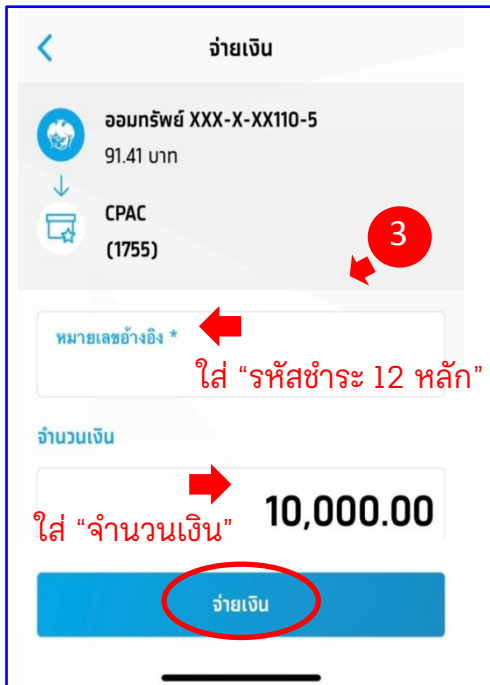 จ่ายเงิน
ออมทรัพย์ XXX-X-XX110-5
91.41 บาท
CPAC
(1755)
3
หมายเลขอ้างอิง *
ใส่ “รหัสชำระ 12 หลัก”
จำนวนเงิน
10,000.00
ใส่ “จำนวนเงิน”
จ่ายเงิน